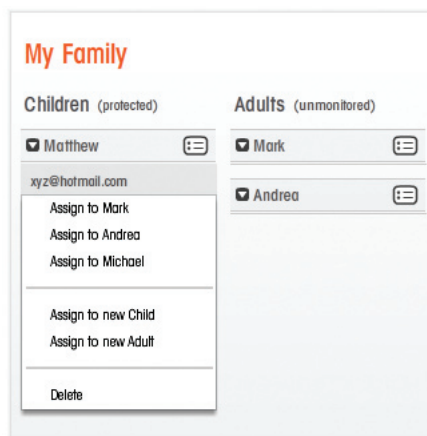 My Family
Children (protected)
Adults (unmonitored)
Matthew
Mark
xyz@hotmail.com
Andrea
Assign to Mark
Assign to Andrea
Assign to Michael
Assign to new Child
Assign to new Adult
Delete